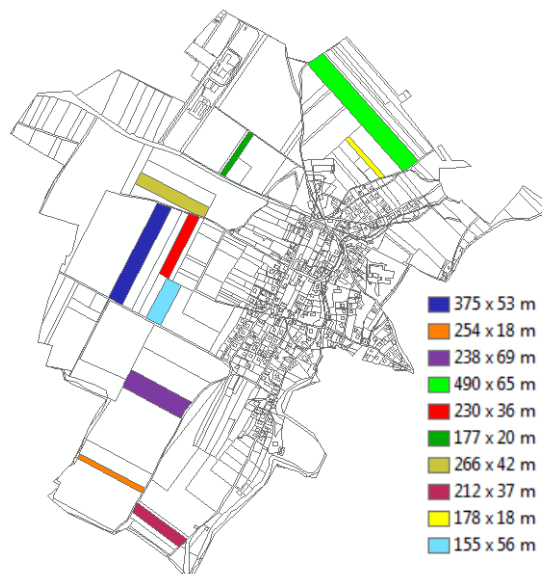 375 x 53 m
254 x 18 m
238 x 69 m
490 x 65 m
230 x 36 m
177 x 20 m
266 x 42 m
212 x 37 m
178 x 18 m
155 x 56 m